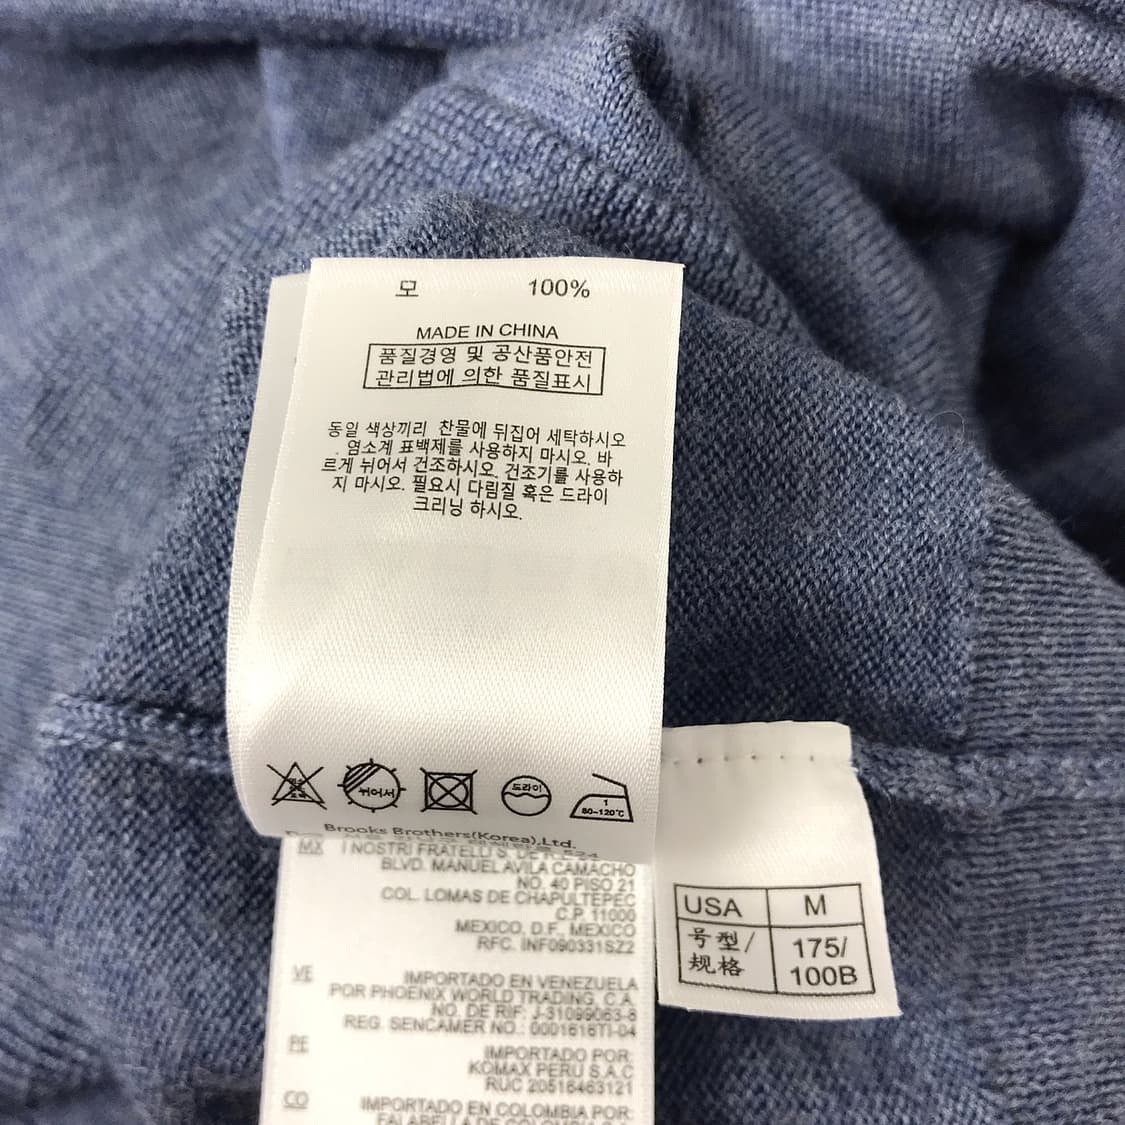 모 100%
MADE IN CHINA
품질경영 및 공산품안전
관리법에 의한 품질표시
동일 색상끼리 찬물에 뒤집어 세탁하시오
. 염소계 표백제를 사용하지 마시오. 바
르게 뉘어서 건조하시오. 건조기를 사용하
지 마시오. 필요시 다림질 혹은 드라이
크리닝 하시오.
뉘어서
드라이
1
80~120℃
Brooks Brothers(Korea),Ltd.
MX I NOSTRI FRATELLI S. DE R.L.
BLVD. MANUEL AVILA CAMACHO
NO. 40 PISO 21
COL. LOMAS DE CHAPULTEPEC
C.P. 11000
MEXICO, D.F., MEXICO
RFC. INF090331SZ2
VE IMPORTADO EN VENEZUELA
POR PHOENIX WORLD TRADING, C.A.
NO. DE RIF: J-31099063-8
REG. SENCAMER NO.: 0001616TI-04
PE IMPORTADO POR:
KOMAX PERU S.A.C
RUC 20516463121
CO IMPORTADO EN COLOMBIA POR:
FALABELLA DE COLOMBIA
USA M
号型/ 175/
规格 100B